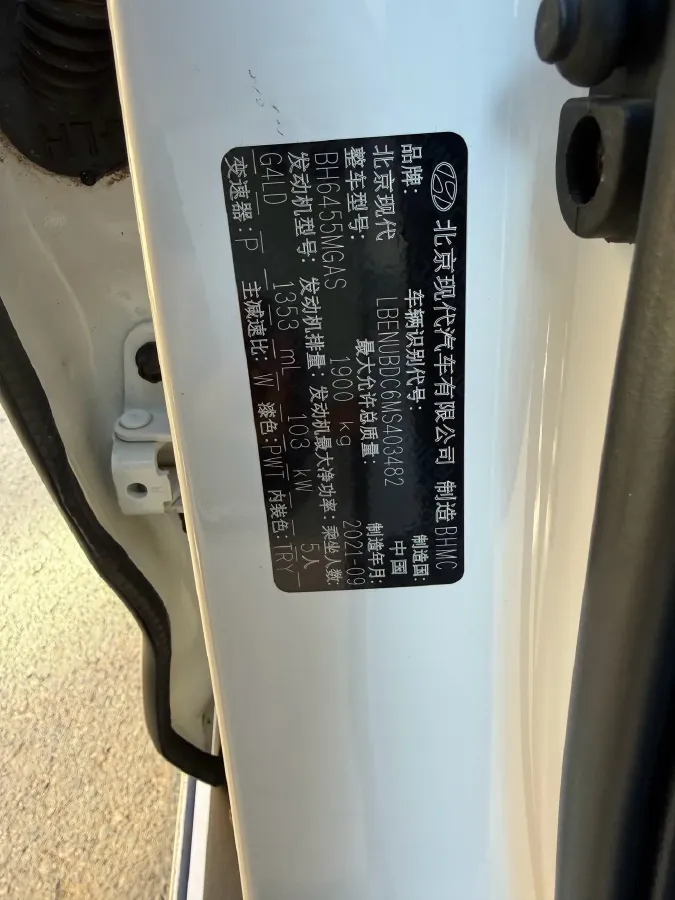 北京现代汽车有限公司 制造 BHMC
品牌: 车辆识别代号: 制造国:
北京现代 LBENUBDC6MS403482 中国
整车型号: 最大允许总质量: 制造年月:
BH6455MGAS 1900 kg 2021-09
发动机型号: 发动机排量: 发动机最大净功率: 乘坐人数:
G4LD 1353 mL 103 kW 5人
变速器: P 主减速比: W 漆色: PWT 内装色: TRY